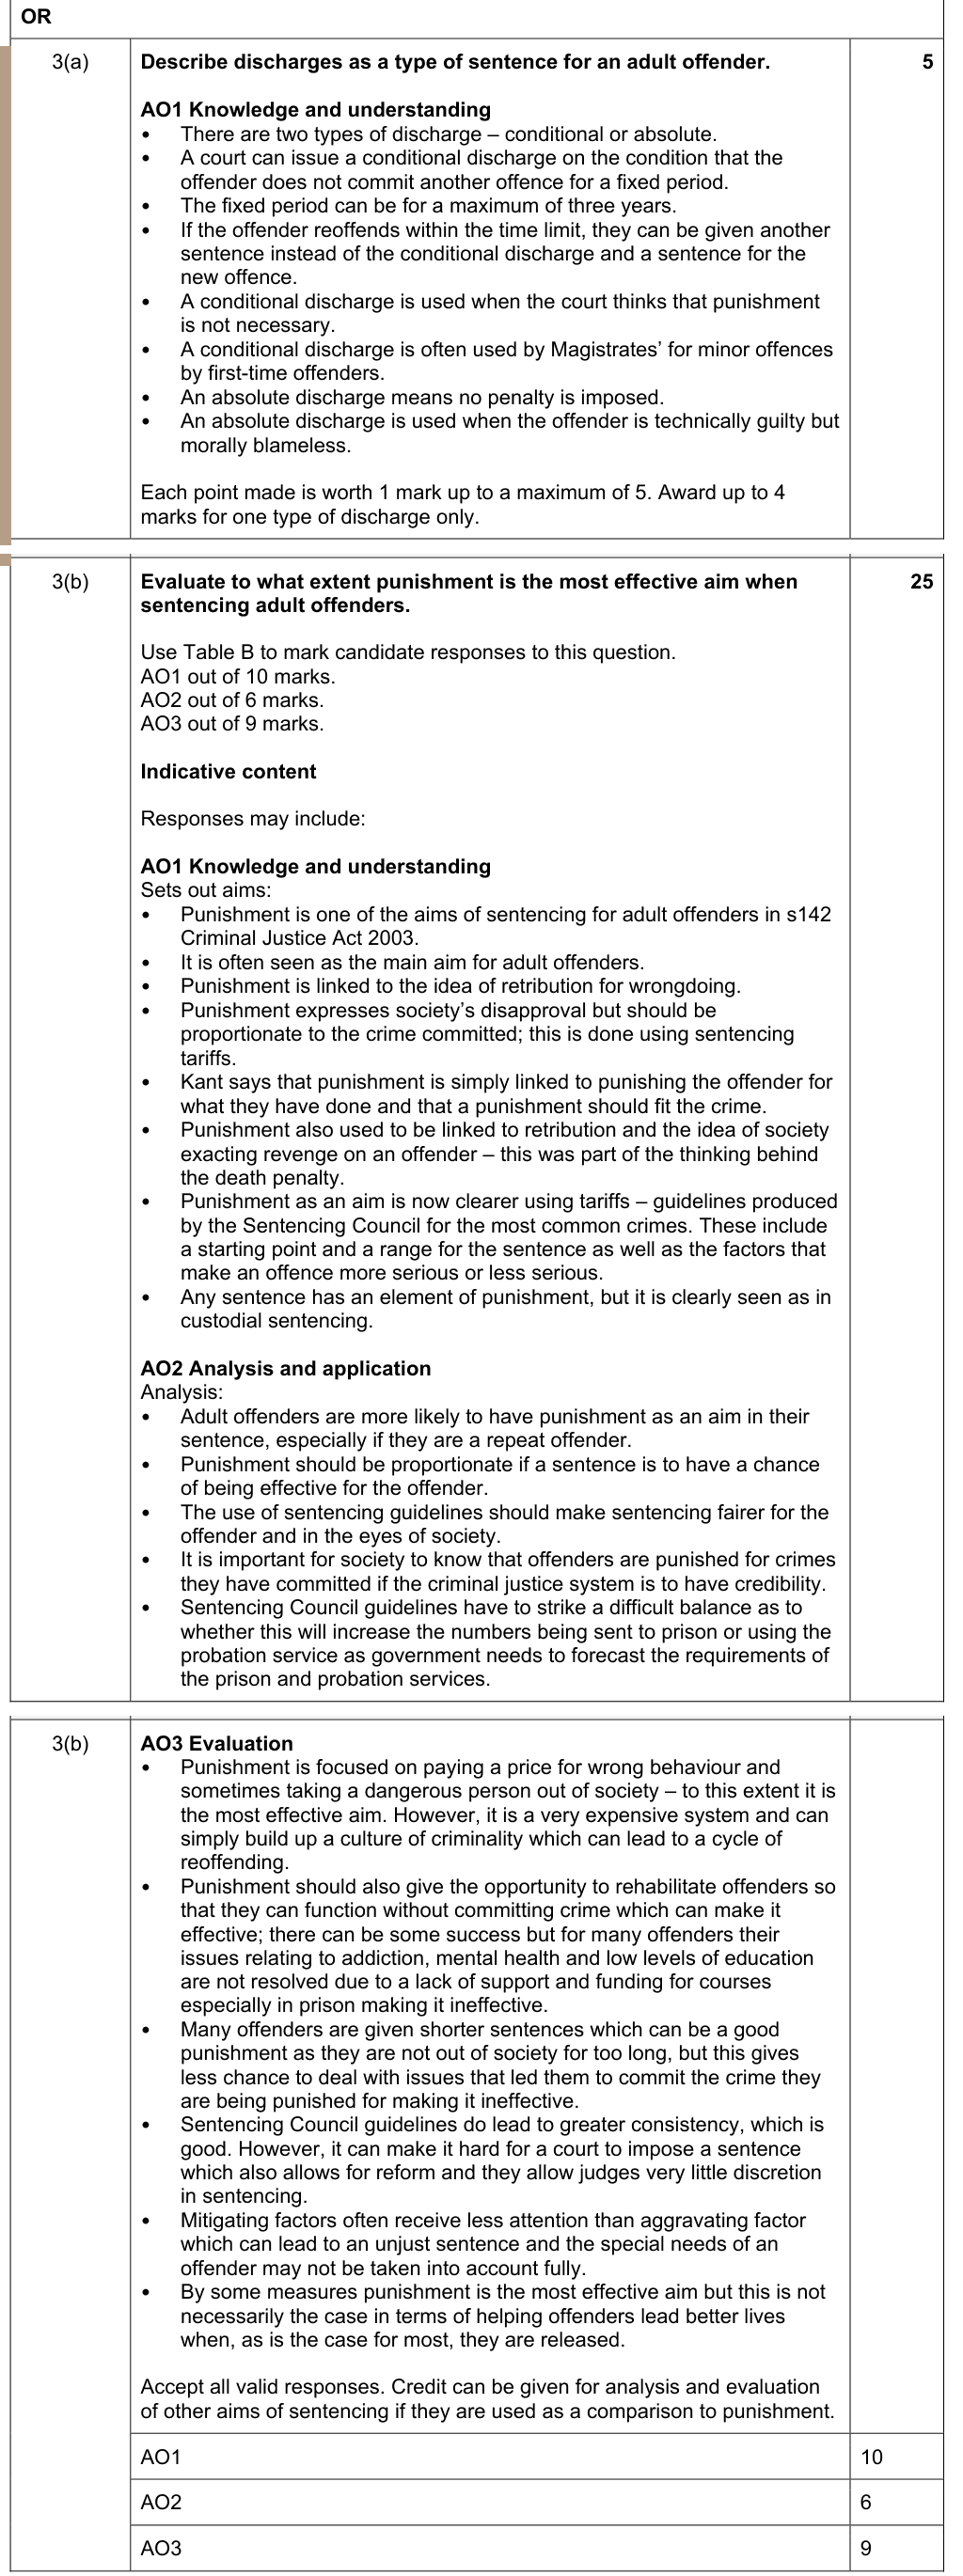 OR
3(a)
Describe discharges as a type of sentence for an adult offender.
5
AO1 Knowledge and understanding
• There are two types of discharge – conditional or absolute.
• A court can issue a conditional discharge on the condition that the
offender does not commit another offence for a fixed period.
• The fixed period can be for a maximum of three years.
• If the offender reoffends within the time limit, they can be given another
sentence instead of the conditional discharge and a sentence for the
new offence.
• A conditional discharge is used when the court thinks that punishment
is not necessary.
• A conditional discharge is often used by Magistrates’ for minor offences
by first-time offenders.
• An absolute discharge means no penalty is imposed.
• An absolute discharge is used when the offender is technically guilty but
morally blameless.
Each point made is worth 1 mark up to a maximum of 5. Award up to 4
marks for one type of discharge only.
3(b)
Evaluate to what extent punishment is the most effective aim when
sentencing adult offenders.
25
Use Table B to mark candidate responses to this question.
AO1 out of 10 marks.
AO2 out of 6 marks.
AO3 out of 9 marks.
Indicative content
Responses may include:
AO1 Knowledge and understanding
Sets out aims:
• Punishment is one of the aims of sentencing for adult offenders in s142
Criminal Justice Act 2003.
• It is often seen as the main aim for adult offenders.
• Punishment is linked to the idea of retribution for wrongdoing.
• Punishment expresses society’s disapproval but should be
proportionate to the crime committed; this is done using sentencing
tariffs.
• Kant says that punishment is simply linked to punishing the offender for
what they have done and that a punishment should fit the crime.
• Punishment also used to be linked to retribution and the idea of society
exacting revenge on an offender – this was part of the thinking behind
the death penalty.
• Punishment as an aim is now clearer using tariffs – guidelines produced
by the Sentencing Council for the most common crimes. These include
a starting point and a range for the sentence as well as the factors that
make an offence more serious or less serious.
• Any sentence has an element of punishment, but it is clearly seen as in
custodial sentencing.
AO2 Analysis and application
Analysis:
• Adult offenders are more likely to have punishment as an aim in their
sentence, especially if they are a repeat offender.
• Punishment should be proportionate if a sentence is to have a chance
of being effective for the offender.
• The use of sentencing guidelines should make sentencing fairer for the
offender and in the eyes of society.
• It is important for society to know that offenders are punished for crimes
they have committed if the criminal justice system is to have credibility.
• Sentencing Council guidelines have to strike a difficult balance as to
whether this will increase the numbers being sent to prison or using the
probation service as government needs to forecast the requirements of
the prison and probation services.
3(b)
AO3 Evaluation
• Punishment is focused on paying a price for wrong behaviour and
sometimes taking a dangerous person out of society – to this extent it is
the most effective aim. However, it is a very expensive system and can
simply build up a culture of criminality which can lead to a cycle of
reoffending.
• Punishment should also give the opportunity to rehabilitate offenders so
that they can function without committing crime which can make it
effective; there can be some success but for many offenders their
issues relating to addiction, mental health and low levels of education
are not resolved due to a lack of support and funding for courses
especially in prison making it ineffective.
• Many offenders are given shorter sentences which can be a good
punishment as they are not out of society for too long, but this gives
less chance to deal with issues that led them to commit the crime they
are being punished for making it ineffective.
• Sentencing Council guidelines do lead to greater consistency, which is
good. However, it can make it hard for a court to impose a sentence
which also allows for reform and they allow judges very little discretion
in sentencing.
• Mitigating factors often receive less attention than aggravating factor
which can lead to an unjust sentence and the special needs of an
offender may not be taken into account fully.
• By some measures punishment is the most effective aim but this is not
necessarily the case in terms of helping offenders lead better lives
when, as is the case for most, they are released.
Accept all valid responses. Credit can be given for analysis and evaluation
of other aims of sentencing if they are used as a comparison to punishment.
AO1 10
AO2 6
AO3 9